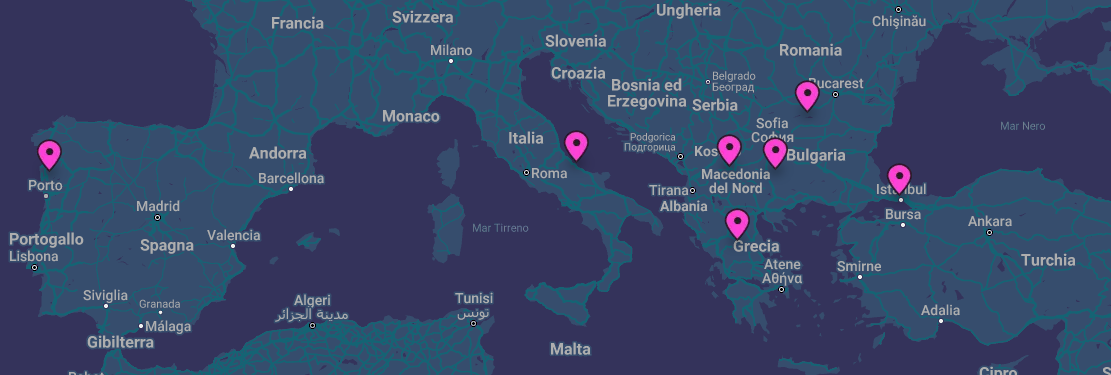 Ungheria
Francia
Svizzera
Chişinău
Slovenia
Milano
Romania
Croazia
Belgrado
Београд
Bosnia ed
Erzegovina
Bucarest
Serbia
Monaco
Sofia
София
Mar Nero
Italia
Podgorica
Подгорица
Andorra
Bulgaria
Roma
Macedonia
del Nord
Barcellona
Porto
Tirana
Istanbul
Madrid
Albania
Bursa
Ankara
Mar Tirreno
Valencia
Portogallo
Spagna
Grecia
Lisbona
Turchia
Atene
Αθήνα
Smirne
Siviglia
Granada
Algeri
مدينة الجزائر
Tunisi
تونس
Adalia
Málaga
Gibilterra
Malta
Cipro